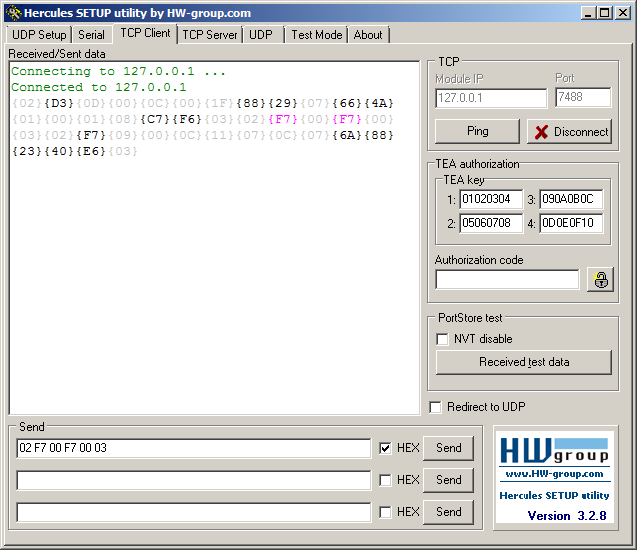 Hercules SETUP utility by HW-group.com
UDP Setup Serial TCP Client TCP Server UDP Test Mode About
Received/Sent data
Connecting to 127.0.0.1 ...
Connected to 127.0.0.1
{02}{D3}{0D}{00}{0C}{00}{1F}{88}{29}{07}{66}{4A}
{01}{00}{01}{08}{C7}{F6}{03}{02}{F7}{00}{F7}{00}
{03}{02}{F7}{09}{00}{0C}{11}{07}{0C}{07}{6A}{88}
{23}{40}{E6}{03}
TCP
Module IP Port
127.0.0.1 7488
Ping Disconnect
TEA authorization
TEA key
1: 01020304 3: 090A0B0C
2: 05060708 4: 0D0E0F10
Authorization code
PortStore test
NVT disable
Received test data
Redirect to UDP
Send
02 F7 00 F7 00 03 HEX Send
HEX Send
HEX Send
HWgroup
www.HW-group.com
Hercules SETUP utility
Version 3.2.8